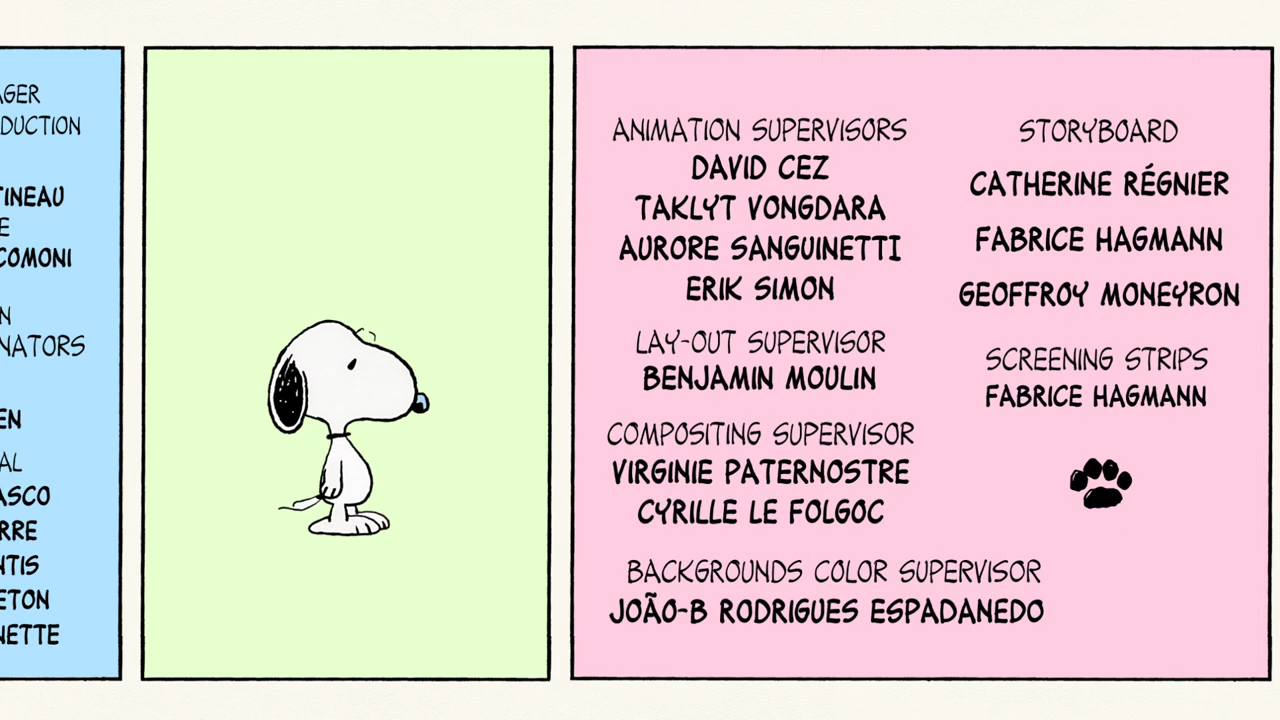 AGER
DUCTION
TINEAU
E
COMONI
N
NATORS
EN
AL
ASCO
RRE
NTIS
ETON
NETTE
ANIMATION SUPERVISORS
DAVID CEZ
TAKLYT VONGDARA
AURORE SANGUINETTI
ERIK SIMON
LAY-OUT SUPERVISOR
BENJAMIN MOULIN
COMPOSITING SUPERVISOR
VIRGINIE PATERNOSTRE
CYRILLE LE FOLGOC
BACKGROUNDS COLOR SUPERVISOR
JOÃO-B RODRIGUES ESPADANEDO
STORYBOARD
CATHERINE RÉGNIER
FABRICE HAGMANN
GEOFFROY MONEYRON
SCREENING STRIPS
FABRICE HAGMANN